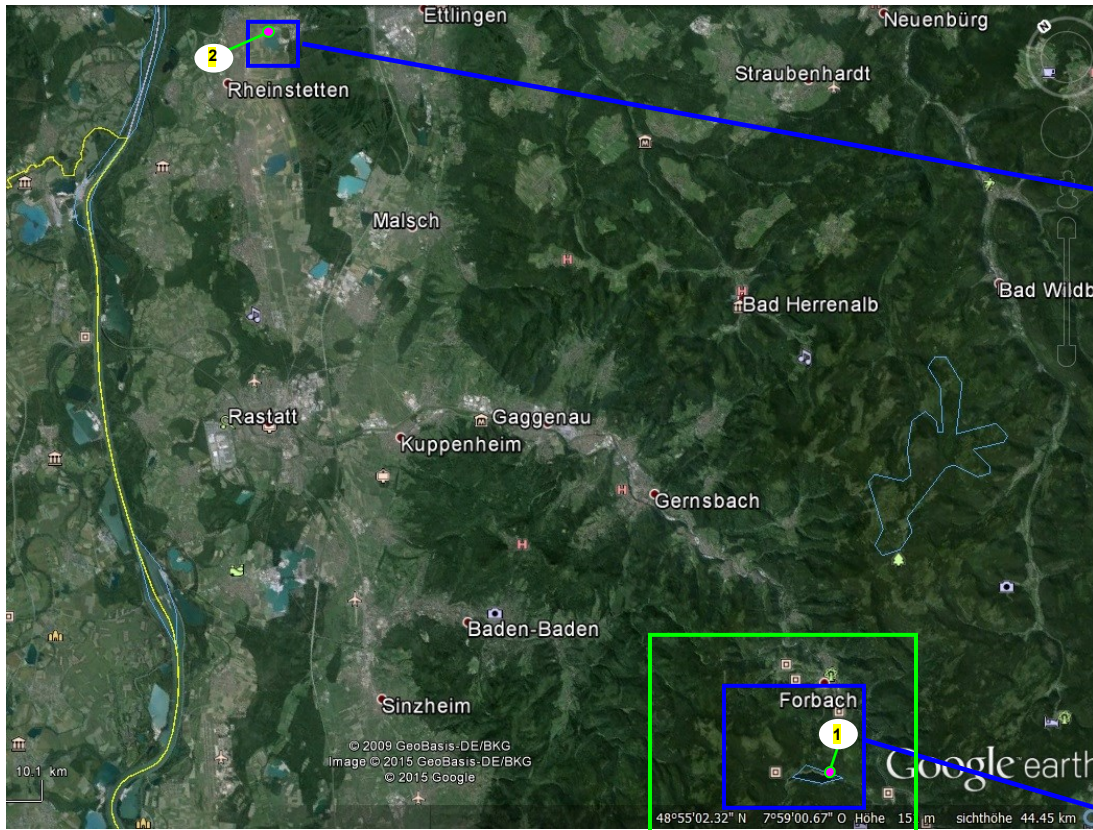 Ettlingen
Neuenbürg
N
2
Straubenhardt
Rheinstetten
Malsch
Bad Herrenalb
Bad Wildb
Rastatt
Gaggenau
Kuppenheim
Gernsbach
Baden-Baden
Forbach
Sinzheim
1
© 2009 GeoBasis-DE/BKG
Image © 2015 GeoBasis-DE/BKG
© 2015 Google
Google earth
10.1 km
48°55'02.32" N 7°59'00.67" O Höhe 15 m sichthöhe 44.45 km